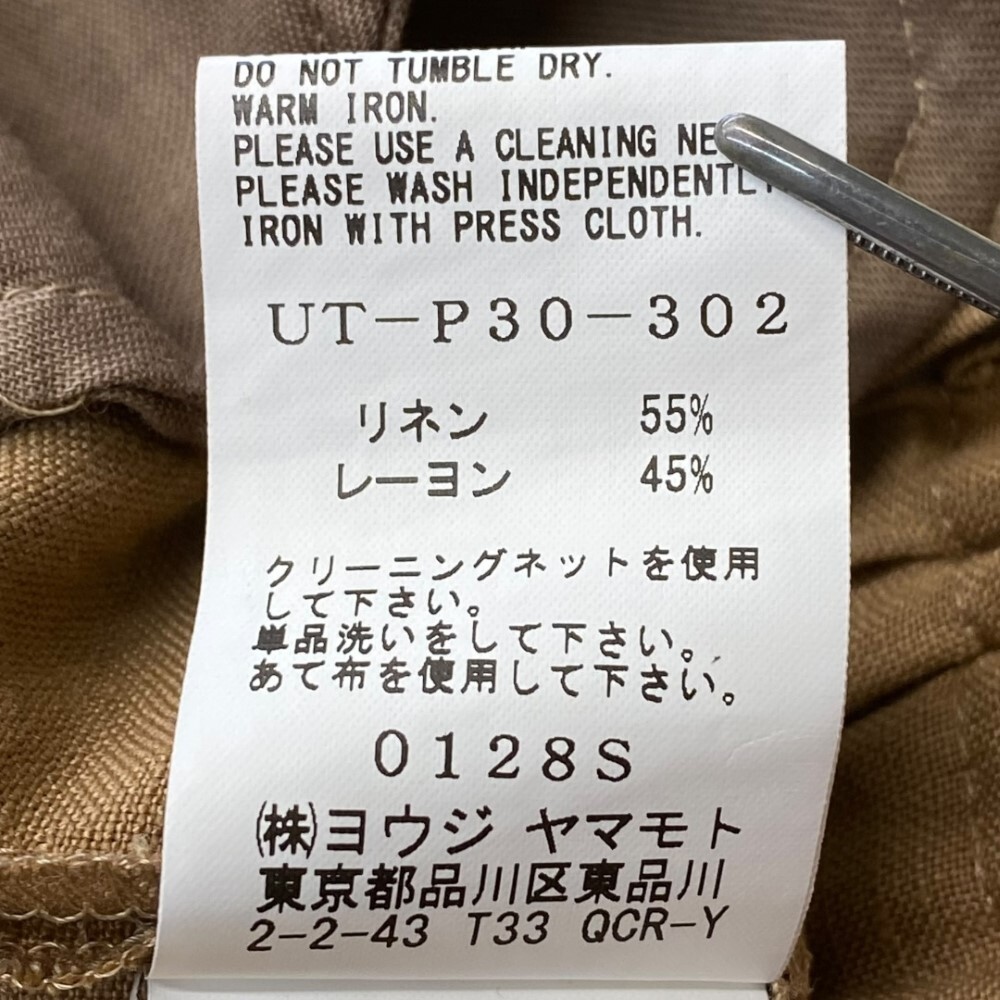 DO NOT TUMBLE DRY.
WARM IRON.
PLEASE USE A CLEANING
PLEASE WASH INDEPENDENTLY.
IRON WITH PRESS CLOTH.
UT-P30-302
リネン 55%
レーヨン 45%
クリーニングネットを使用
して下さい。
単品洗いをして下さい。
あて布を使用して下さい。
0128S
㈱ヨウジ ヤマモト
東京都品川区東品川
2-2-43 T33 QCR-Y